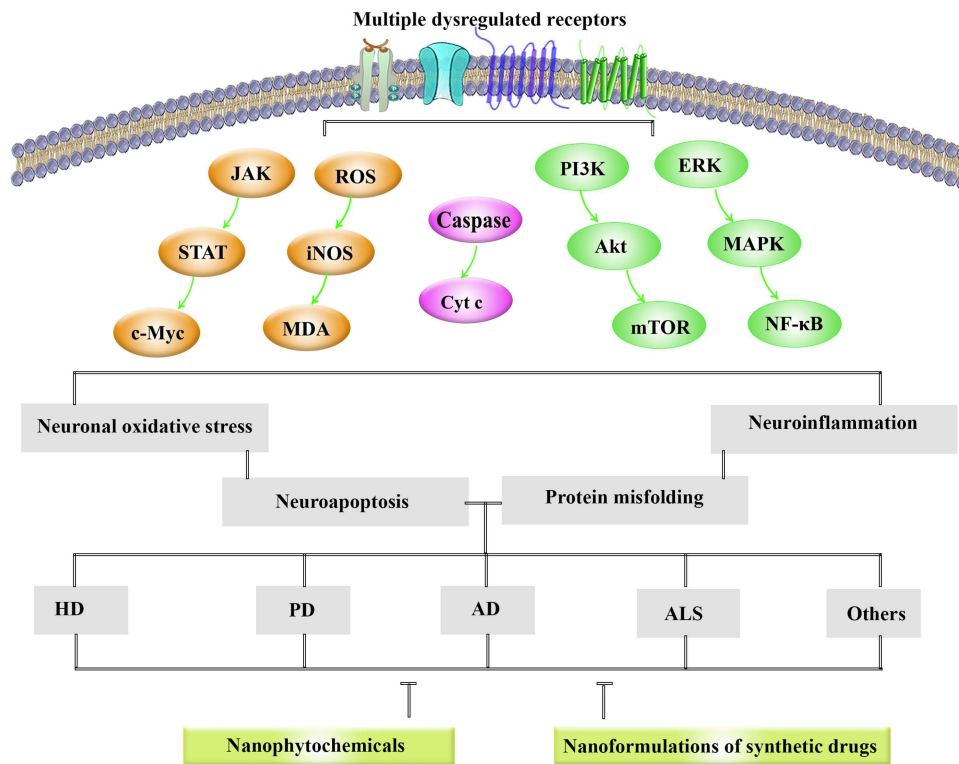 Multiple dysregulated receptors
JAK
ROS
PI3K
ERK
Caspase
STAT
iNOS
Akt
MAPK
Cyt c
c-Myc
MDA
mTOR
NF-κB
Neuronal oxidative stress
Neuroinflammation
Neuroapoptosis
Protein misfolding
HD
PD
AD
ALS
Others
Nanophytochemicals
Nanoformulations of synthetic drugs